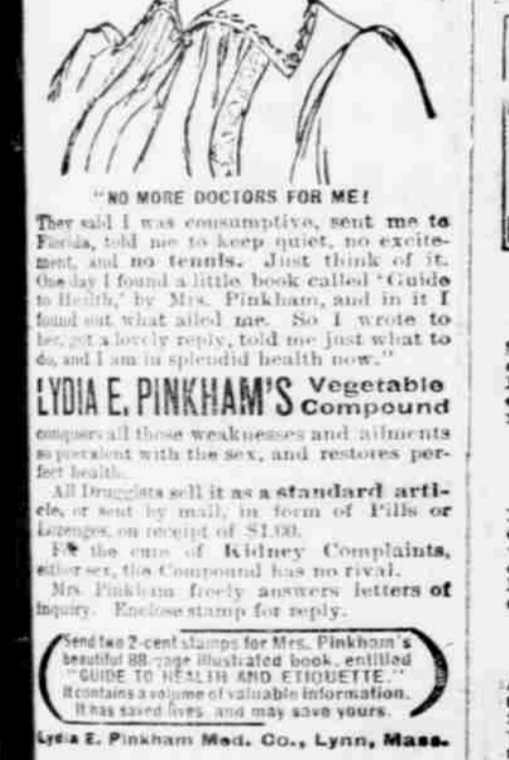 "NO MORE DOCTORS FOR ME!
They said I was consumptive, sent me to
Florida, told me to keep quiet, no excite-
ment, and no tennis. Just think of it.
One day I found a little book called 'Guide
to Health,' by Mrs. Pinkham, and in it I
found out what ailed me. So I wrote to
her, got a lovely reply, told me just what to
do, and I am in splendid health now."
LYDIA E. PINKHAM'S Vegetable
Compound
conquers all those weaknesses and ailments
so prevalent with the sex, and restores per-
fect health.
All Druggists sell it as a standard arti-
cle, or sent by mail, in form of Pills or
Lozenges, on receipt of $1.00.
For the cure of Kidney Complaints,
either sex, the Compound has no rival.
Mrs. Pinkham freely answers letters of
inquiry. Enclose stamp for reply.
Send two 2-cent stamps for Mrs. Pinkham's
beautiful 88-page illustrated book, entitled
"GUIDE TO HEALTH AND ETIQUETTE."
It contains a volume of valuable information.
It has saved lives, and may save yours.
Lydia E. Pinkham Med. Co., Lynn, Mass.